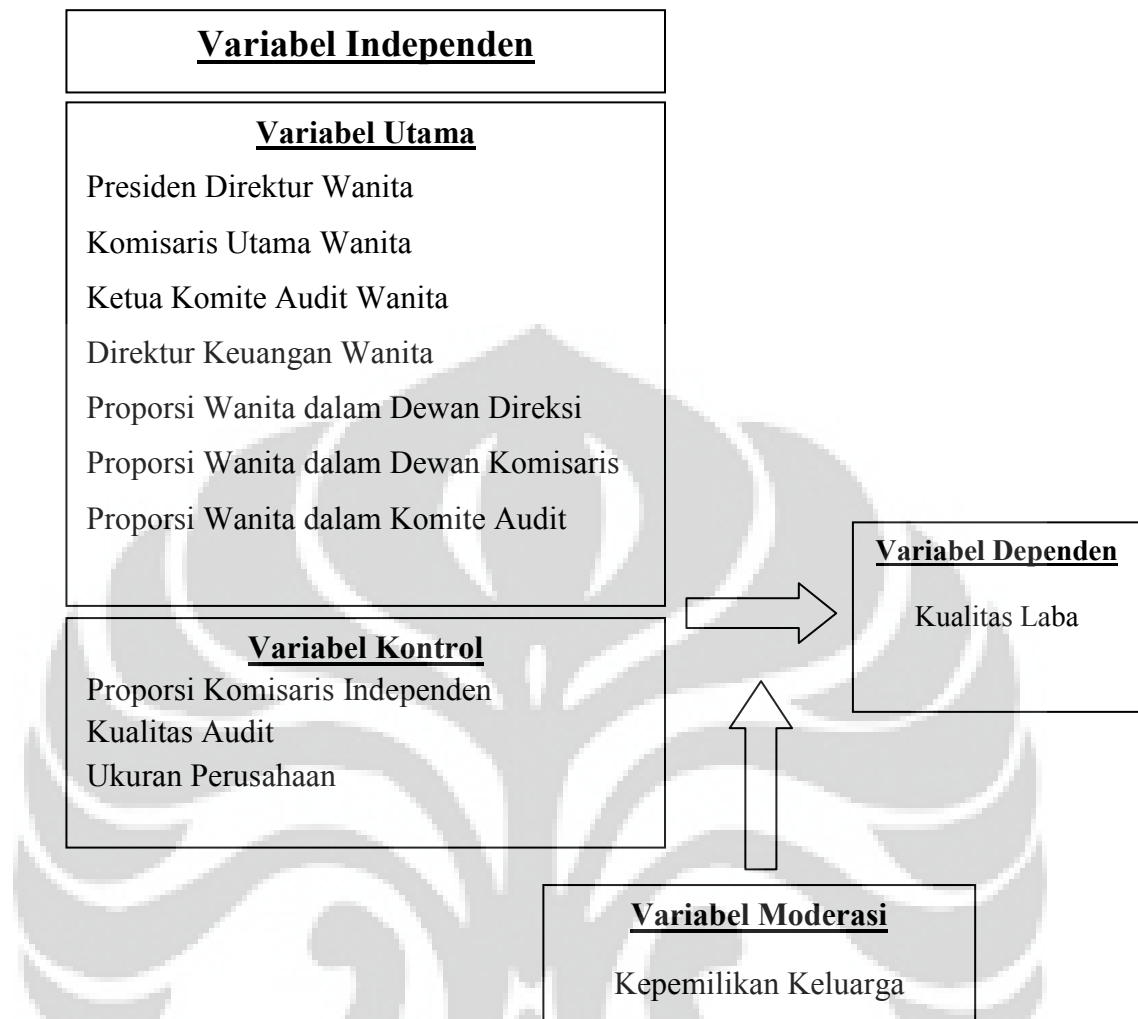 Variabel Independen
Variabel Utama
Presiden Direktur Wanita
Komisaris Utama Wanita
Ketua Komite Audit Wanita
Direktur Keuangan Wanita
Proporsi Wanita dalam Dewan Direksi
Proporsi Wanita dalam Dewan Komisaris
Proporsi Wanita dalam Komite Audit
Variabel Kontrol
Proporsi Komisaris Independen
Kualitas Audit
Ukuran Perusahaan
Variabel Dependen
Kualitas Laba
Variabel Moderasi
Kepemilikan Keluarga